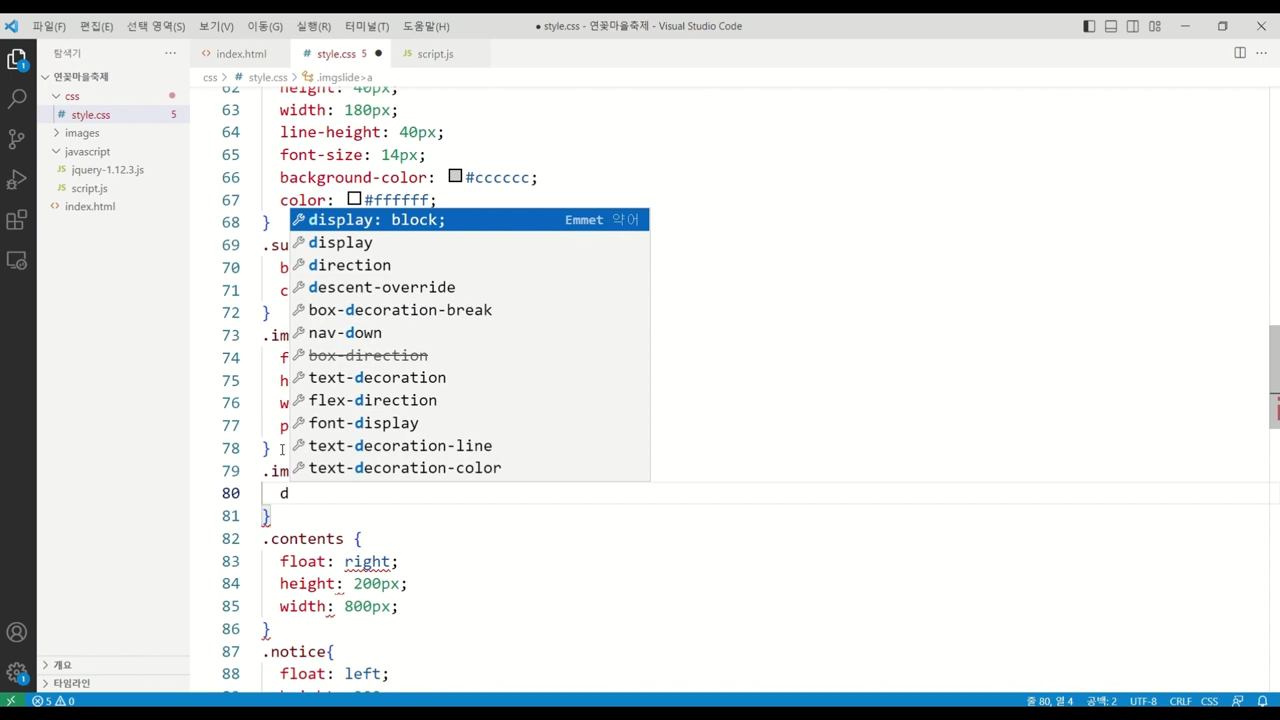 파일(F) 편집(E) 선택 영역(S) 보기(V) 이동(G) 실행(R) 터미널(T) 도움말(H) ● style.css - 연꽃마을축제 - Visual Studio Code
탐색기 ···
index.html # style.css 5 ● JS script.js
연꽃마을축제
css > # style.css > .imgslide>a
css
# style.css 5
images
javascript
JS jquery-1.12.3.js
JS script.js
<> index.html
62 height: 40px;
63 width: 180px;
64 line-height: 40px;
65 font-size: 14px;
66 background-color: #cccccc;
67 color: #ffffff;
68 }
display: block; Emmet 약어
display
direction
descent-override
box-decoration-break
nav-down
box-direction
text-decoration
flex-direction
font-display
text-decoration-line
text-decoration-color
69 .su
70 b
71 c
72 }
73 .im
74 f
75 h
76 w
77 p
78 }
79 .im
80 d
81 }
82 .contents {
83 float: right;
84 height: 200px;
85 width: 800px;
86 }
87 .notice{
88 float: left;
개요
타임라인
5 0 줄 80, 열 4 공백: 2 UTF-8 CRLF CSS